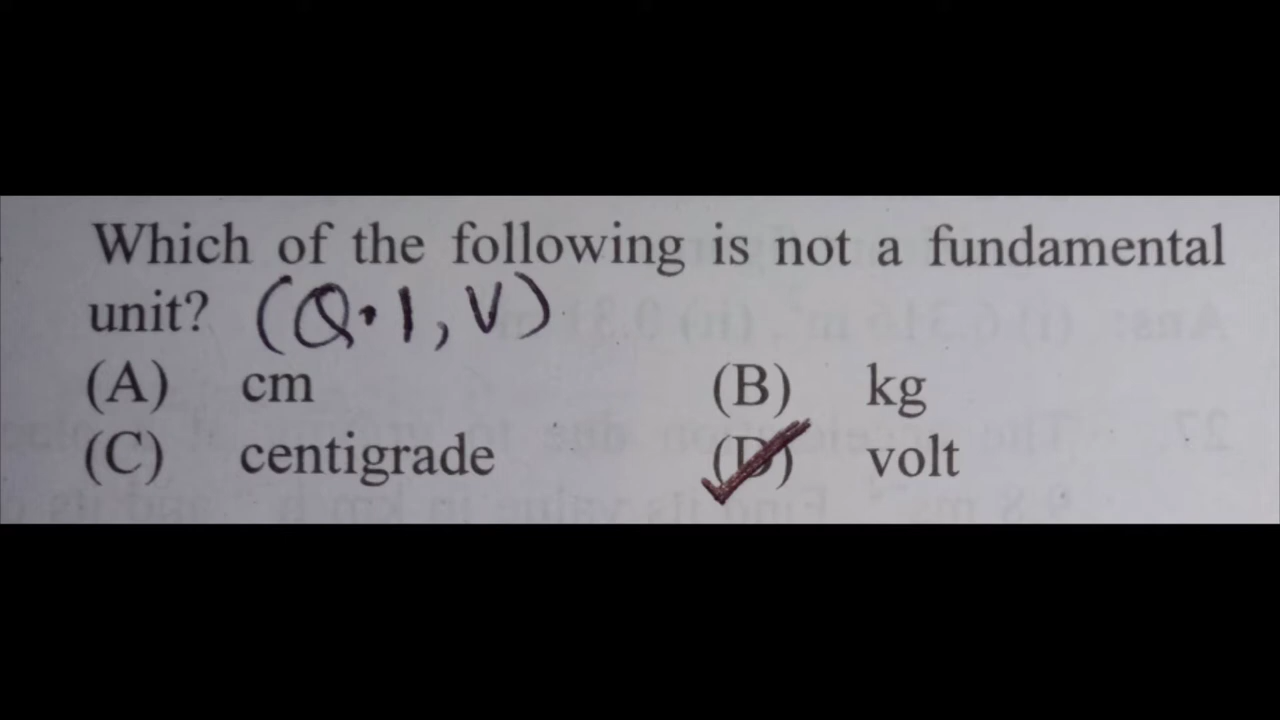 Which of the following is not a fundamental
unit? (Q.1, V)
(A) cm (B) kg
(C) centigrade (D) volt